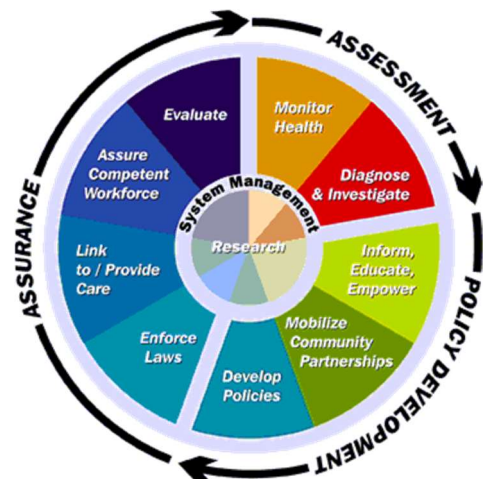 ASSESSMENT
Monitor
Health
Diagnose
& Investigate
POLICY DEVELOPMENT
Inform,
Educate,
Empower
Mobilize
Community
Partnerships
Develop
Policies
ASSURANCE
Enforce
Laws
Link
to / Provide
Care
Assure
Competent
Workforce
Evaluate
System Management
Research